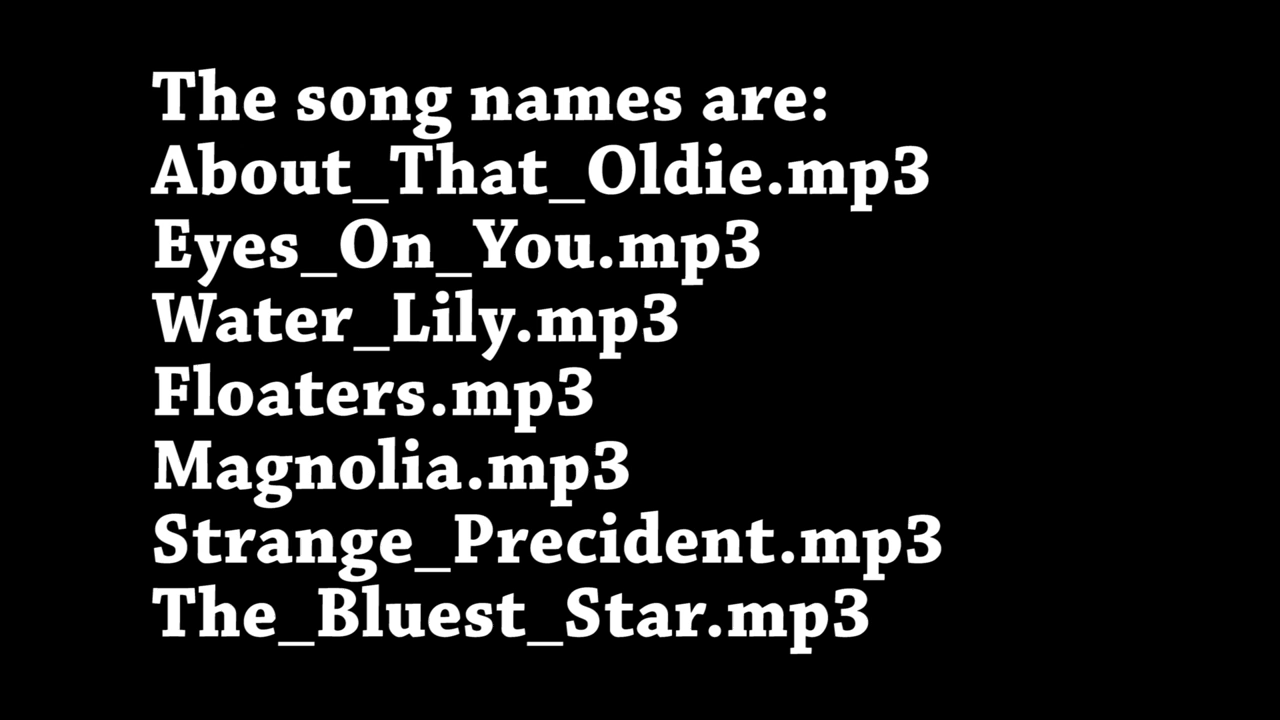 The song names are:
About_That_Oldie.mp3
Eyes_On_You.mp3
Water_Lily.mp3
Floaters.mp3
Magnolia.mp3
Strange_Precident.mp3
The_Bluest_Star.mp3